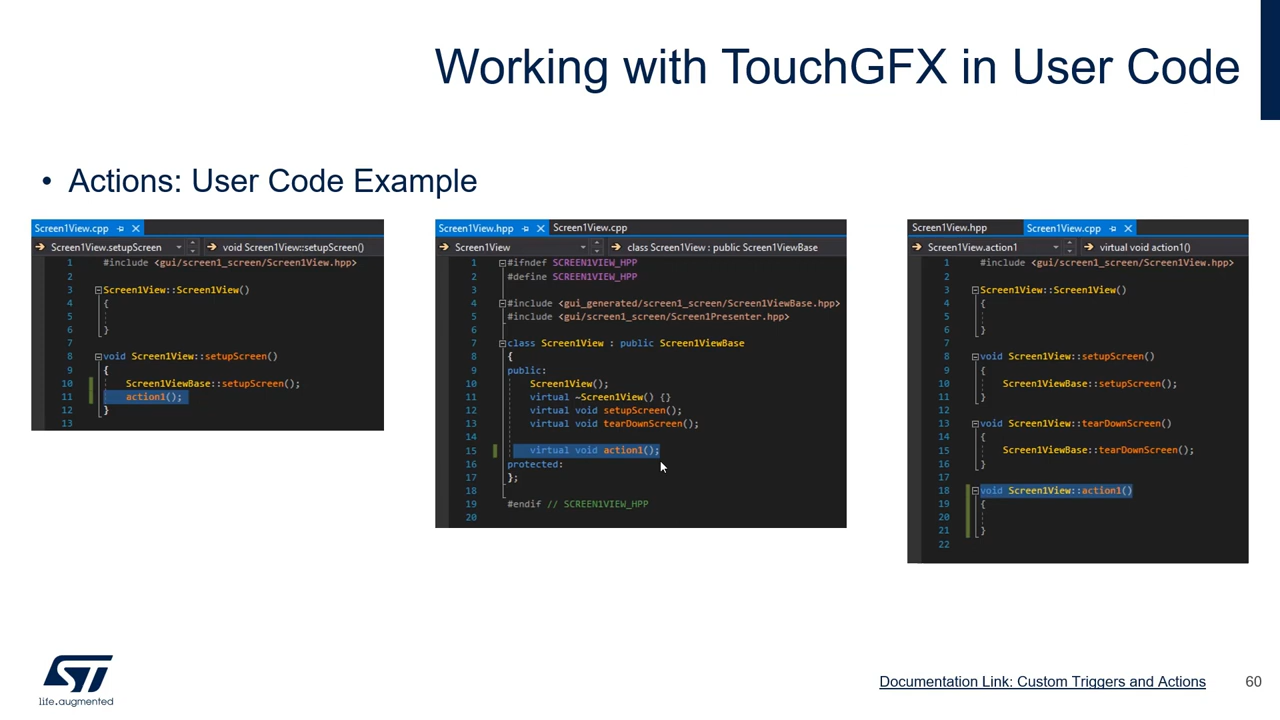 Working with TouchGFX in User Code
• Actions: User Code Example
Screen1View.cpp
Screen1View.setupScreen void Screen1View::setupScreen()
1 #include <gui/screen1_screen/Screen1View.hpp>
2
3 Screen1View::Screen1View()
4 {
5
6 }
7
8 void Screen1View::setupScreen()
9 {
10 Screen1ViewBase::setupScreen();
11 action1();
12 }
13
Screen1View.hpp Screen1View.cpp
Screen1View class Screen1View : public Screen1ViewBase
1 #ifndef SCREEN1VIEW_HPP
2 #define SCREEN1VIEW_HPP
3
4 #include <gui_generated/screen1_screen/Screen1ViewBase.hpp>
5 #include <gui/screen1_screen/Screen1Presenter.hpp>
6
7 class Screen1View : public Screen1ViewBase
8 {
9 public:
10 Screen1View();
11 virtual ~Screen1View() {}
12 virtual void setupScreen();
13 virtual void tearDownScreen();
14
15 virtual void action1();
16 protected:
17 };
18
19 #endif // SCREEN1VIEW_HPP
20
Screen1View.hpp Screen1View.cpp
Screen1View.action1 virtual void action1()
1 #include <gui/screen1_screen/Screen1View.hpp>
2
3 Screen1View::Screen1View()
4 {
5
6 }
7
8 void Screen1View::setupScreen()
9 {
10 Screen1ViewBase::setupScreen();
11 }
12
13 void Screen1View::tearDownScreen()
14 {
15 Screen1ViewBase::tearDownScreen();
16 }
17
18 void Screen1View::action1()
19 {
20
21 }
22
ST
life.augmented
Documentation Link: Custom Triggers and Actions 60